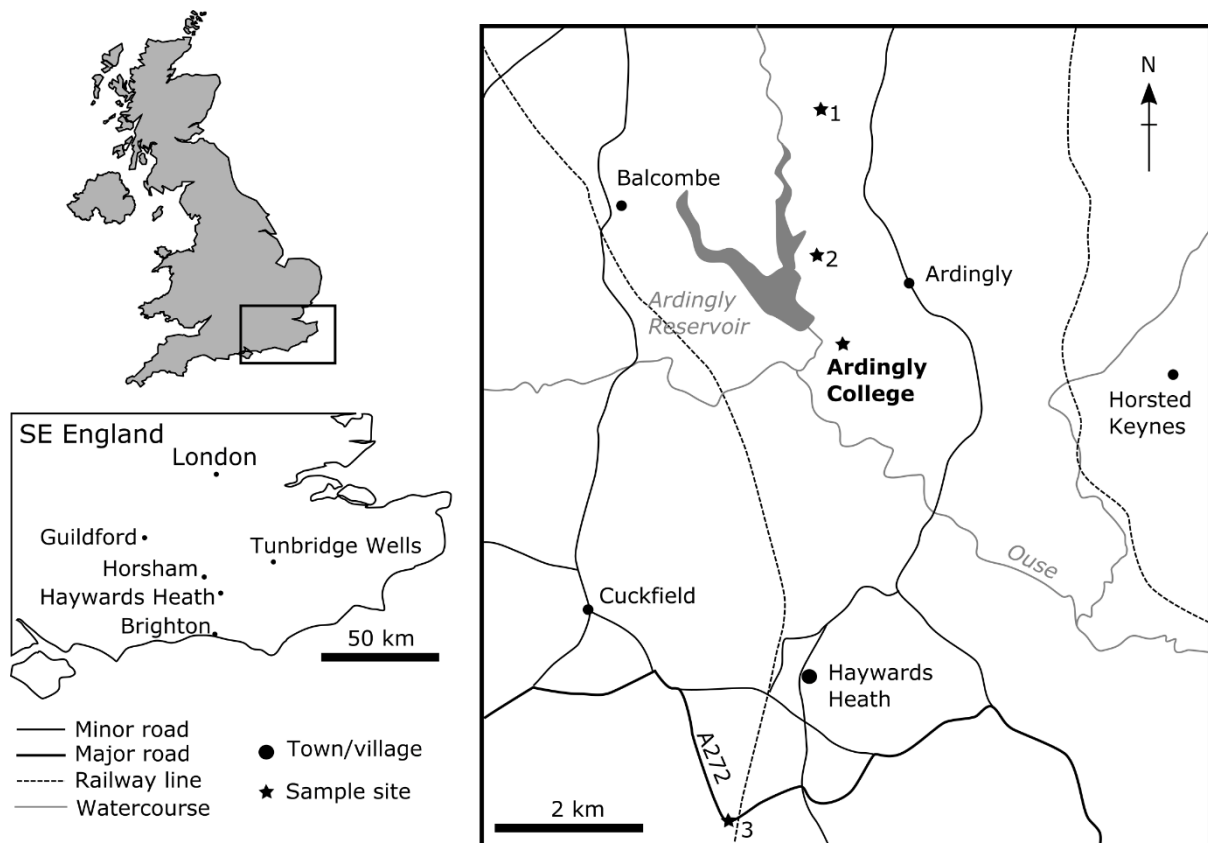 SE England
London
Guildford
Horsham
Tunbridge Wells
Haywards Heath
Brighton
50 km
Minor road
Major road
Railway line
Watercourse
Town/village
Sample site
N
1
Balcombe
2
Ardingly
Ardingly
Reservoir
Ardingly
College
Horsted
Keynes
Ouse
Cuckfield
Haywards
Heath
A272
2 km
3